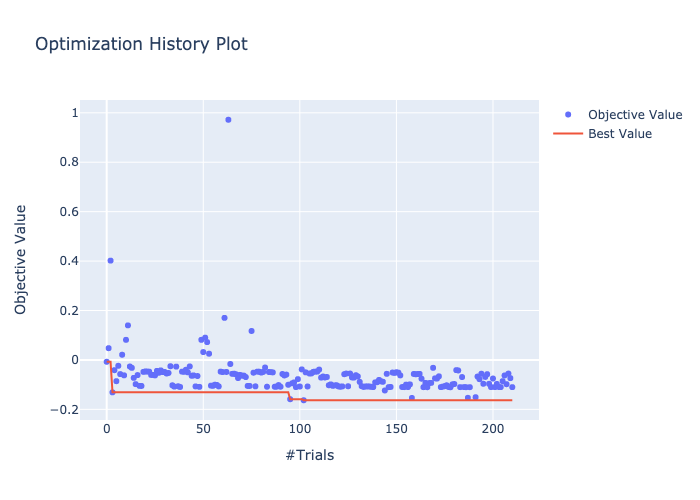 Optimization History Plot
Objective Value
Best Value
1
0.8
0.6
0.4
0.2
0
−0.2
Objective Value
0
50
100
150
200
#Trials